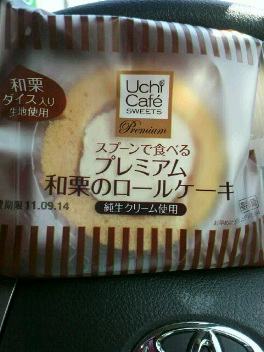 Uchi
Café
SWEETS
Premium
和栗
ダイス入り
生地使用
スプーンで食べる
プレミアム
和栗のロールケーキ
純生クリーム使用
期限 11.09.14